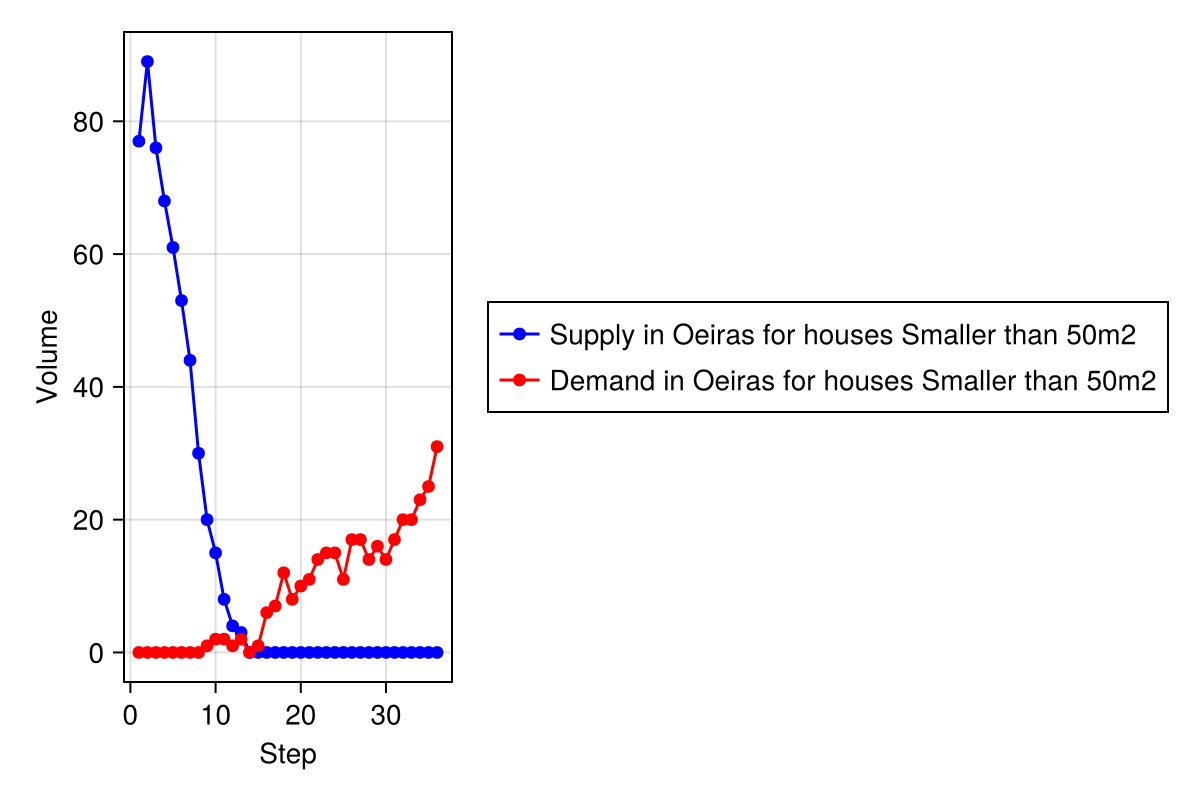 80
60
40
20
0
Volume
0 10 20 30
Step
Supply in Oeiras for houses Smaller than 50m2
Demand in Oeiras for houses Smaller than 50m2